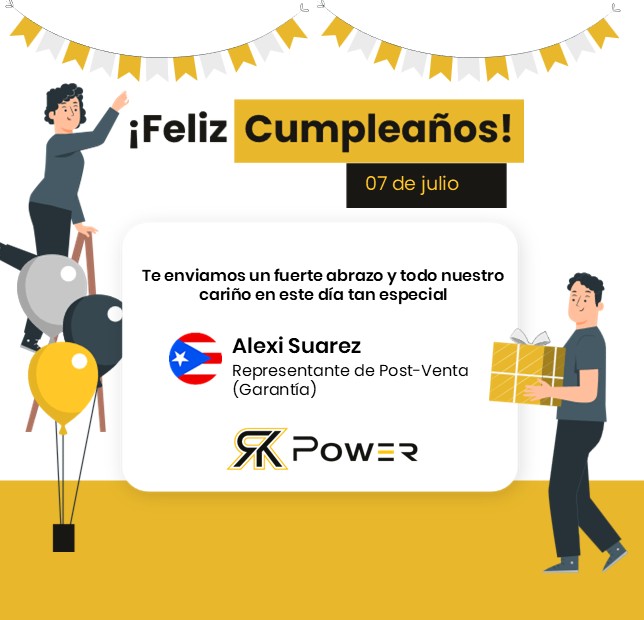 ¡Feliz Cumpleaños!
07 de julio
Te enviamos un fuerte abrazo y todo nuestro
cariño en este día tan especial
Alexi Suarez
Representante de Post-Venta
(Garantía)
RK Power